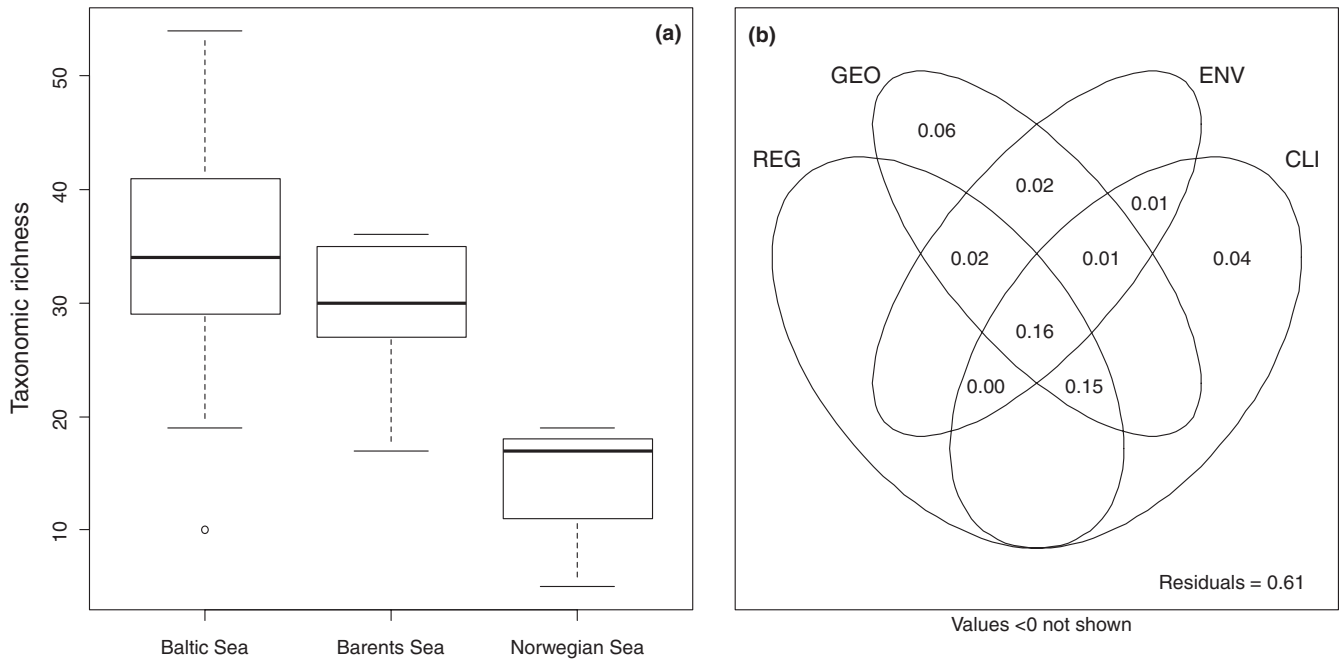 (a)
Taxonomic richness
50
40
30
20
10
Baltic Sea
Barents Sea
Norwegian Sea
(b)
GEO
ENV
REG
CLI
0.06
0.02
0.01
0.02
0.01
0.04
0.16
0.00
0.15
Residuals = 0.61
Values <0 not shown